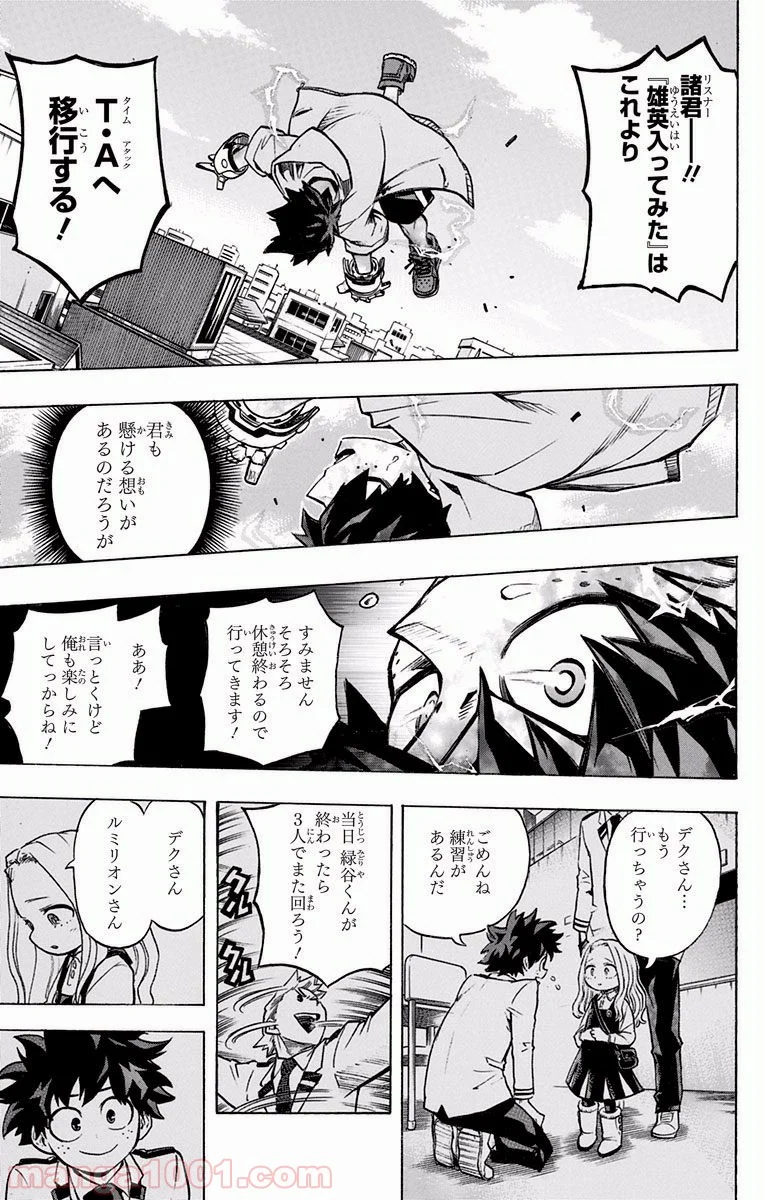 諸君──!!
『雄英入ってみた』は
これより
T・Aへ
移行する!
君も
懸ける想いが
あるのだろうが
すみません
そろそろ
休憩終わるので
行ってきます!
ああ!
言っとくけど
俺も楽しみに
してっからね!
デクさん…
もう
行っちゃうの?
ごめんね
練習が
あるんだ
当日 緑谷くんが
終わったら
3人でまた回ろう!
クルクル
デクさん
ルミリオンさん
manga1001.com